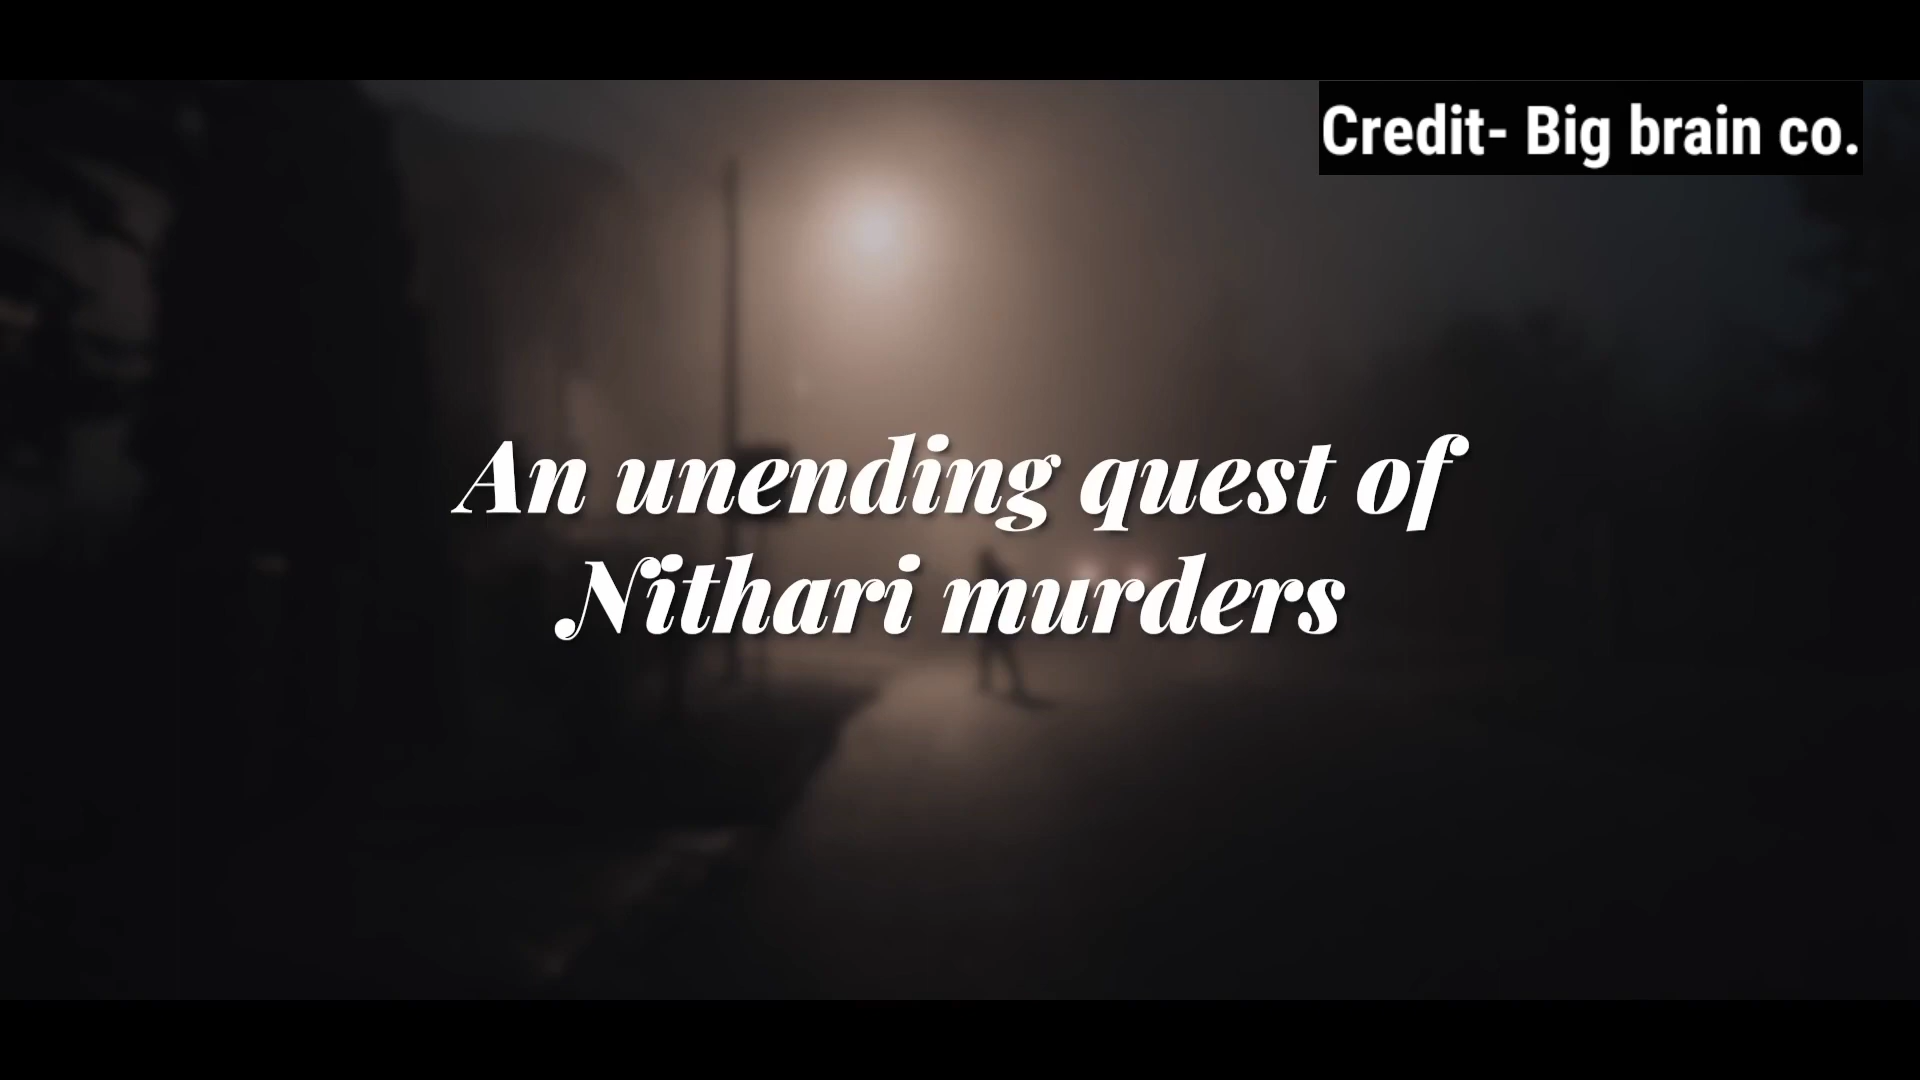 Credit- Big brain co.
An unending quest of
Nithari murders